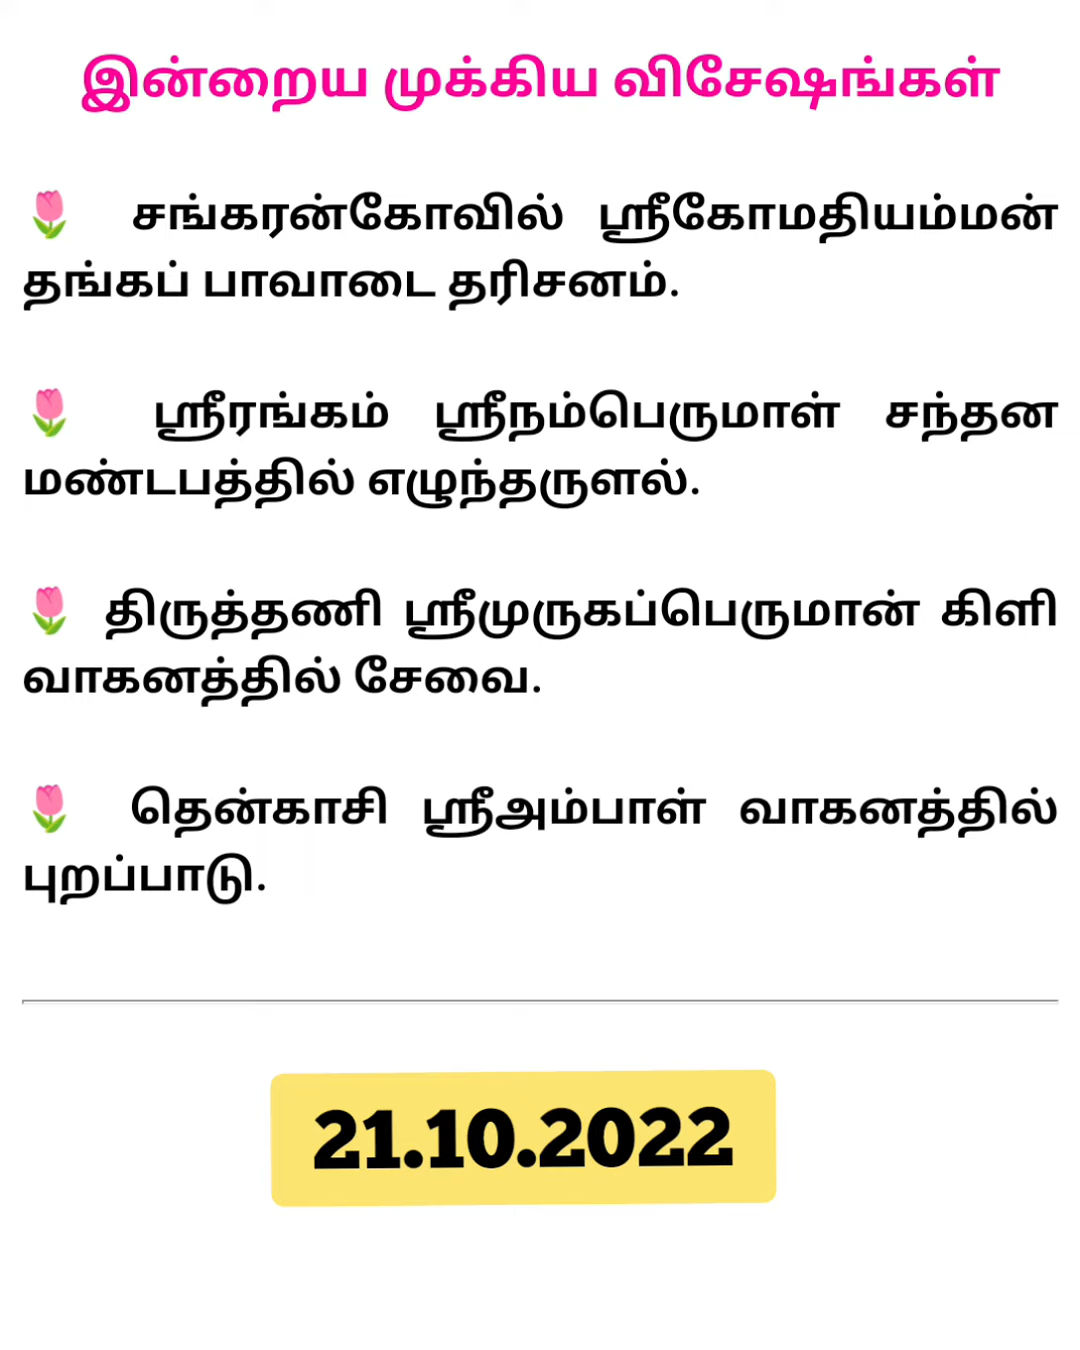 இன்றைய முக்கிய விசேஷங்கள்
🌷 சங்கரன்கோவில் ஸ்ரீகோமதியம்மன்
தங்கப் பாவாடை தரிசனம்.
🌷 ஸ்ரீரங்கம் ஸ்ரீநம்பெருமாள் சந்தன
மண்டபத்தில் எழுந்தருளல்.
🌷 திருத்தணி ஸ்ரீமுருகப்பெருமான் கிளி
வாகனத்தில் சேவை.
🌷 தென்காசி ஸ்ரீஅம்பாள் வாகனத்தில்
புறப்பாடு.
21.10.2022